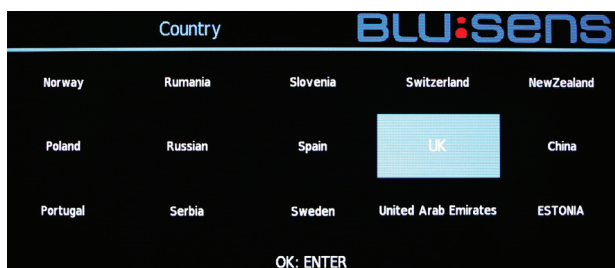 Country BLU:sens
Norway Rumania Slovenia Switzerland NewZealand
Poland Russian Spain UK China
Portugal Serbia Sweden United Arab Emirates ESTONIA
OK: ENTER